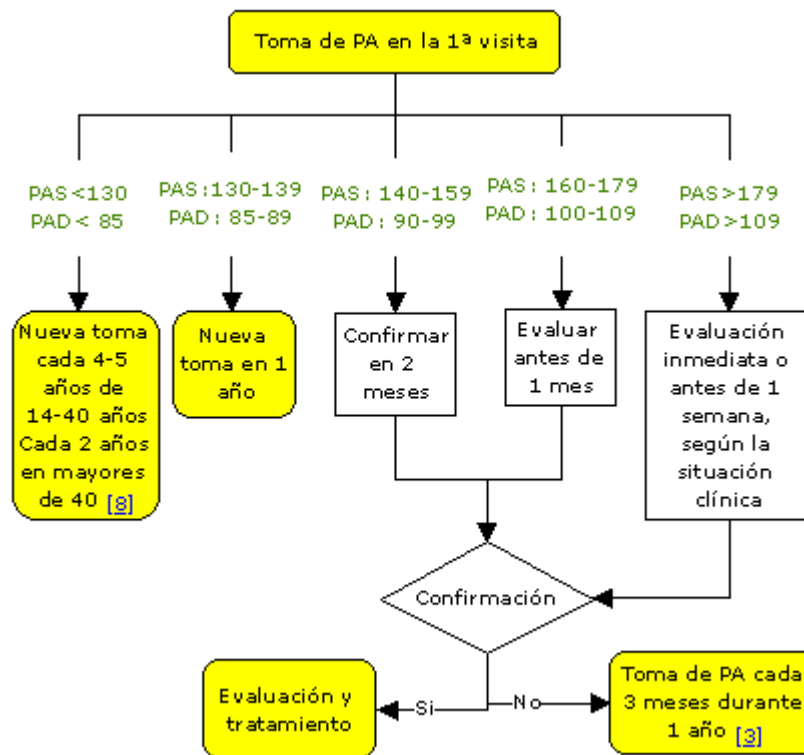 Toma de PA en la 1ª visita
PAS<130
PAD< 85
PAS:130-139
PAD: 85-89
PAS: 140-159
PAD: 90-99
PAS: 160-179
PAD: 100-109
PAS>179
PAD>109
Nueva toma
cada 4-5
años de
14-40 años
Cada 2 años
en mayores
de 40 [8]
Nueva
toma en 1
año
Confirmar
en 2
meses
Evaluar
antes de
1 mes
Evaluación
inmediata o
antes de 1
semana,
según la
situación
clínica
Confirmación
Si
No
Evaluación y
tratamiento
Toma de PA cada
3 meses durante
1 año [3]